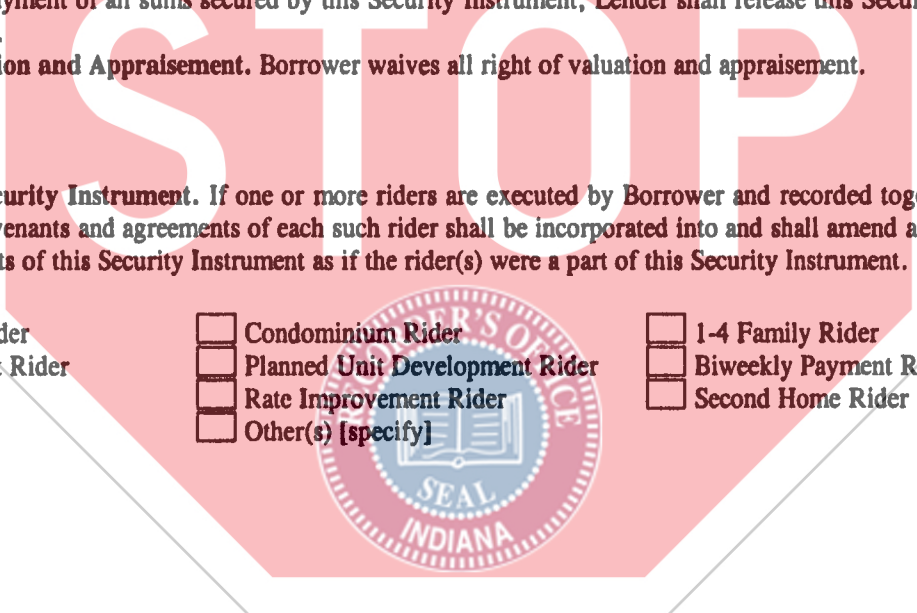 STOP
yment of all sums secured by this Security Instrument, Lender shall release this Secu
ion and Appraisement. Borrower waives all right of valuation and appraisement.
curity Instrument. If one or more riders are executed by Borrower and recorded tog
venants and agreements of each such rider shall be incorporated into and shall amend a
ts of this Security Instrument as if the rider(s) were a part of this Security Instrument.
der Condominium Rider 1-4 Family Rider
Rider Planned Unit Development Rider Biweekly Payment R
Rate Improvement Rider Second Home Rider
Other(s) [specify]
RECORDER'S OFFICE
SEAL
INDIANA